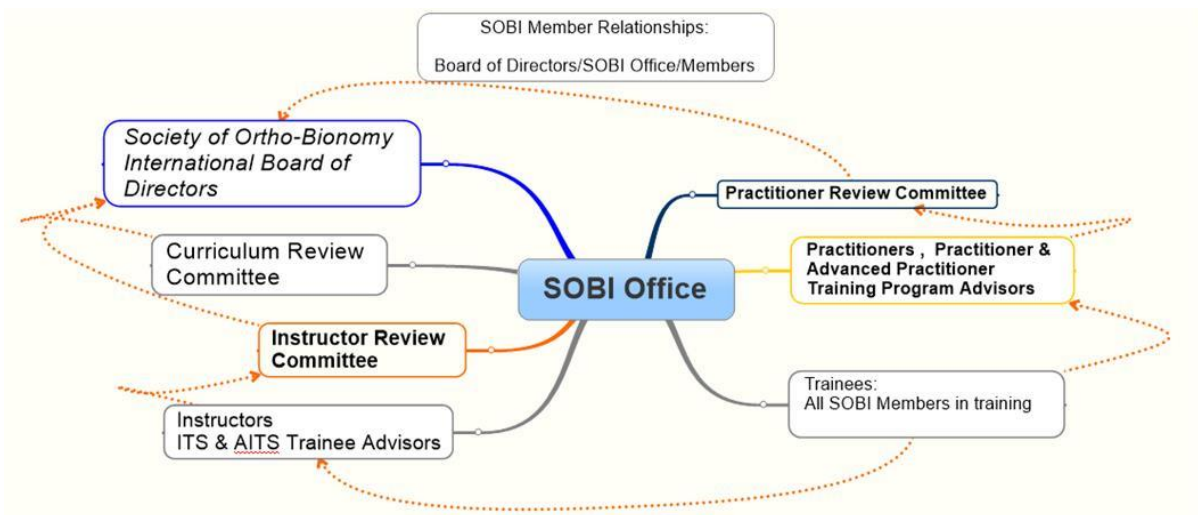 SOBI Member Relationships:
Board of Directors/SOBI Office/Members
Society of Ortho-Bionomy
International Board of
Directors
Practitioner Review Committee
Curriculum Review
Committee
Practitioners , Practitioner &
Advanced Practitioner
Training Program Advisors
SOBI Office
Instructor Review
Committee
Trainees:
All SOBI Members in training
Instructors
ITS & AITS Trainee Advisors